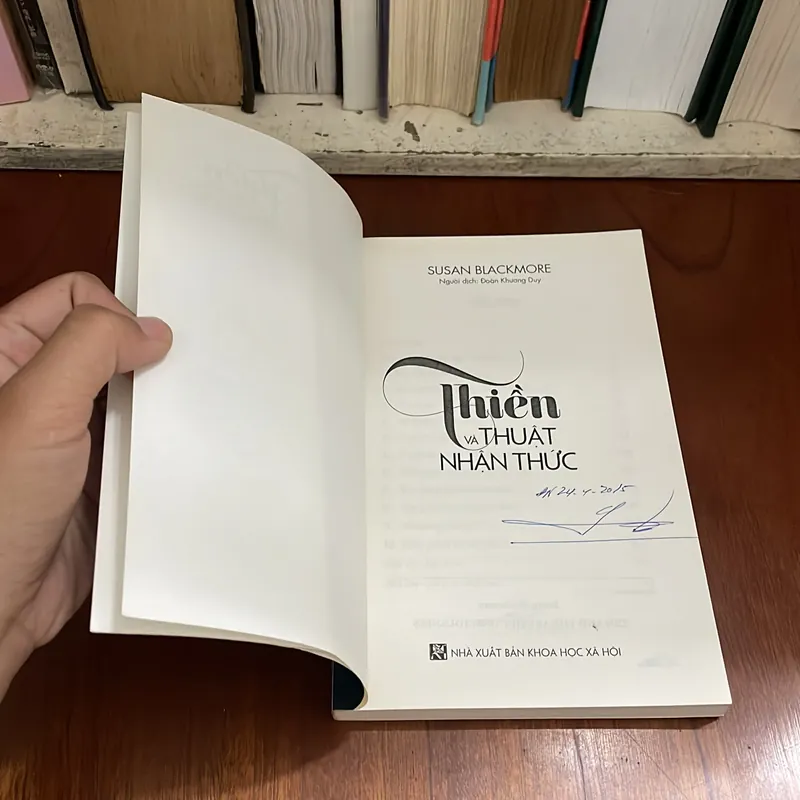 SUSAN BLACKMORE
Người dịch: Đoàn Khương Duy
Thiền
VÀ THUẬT
NHẬN THỨC
ĐN 24-4-2015
NHÀ XUẤT BẢN KHOA HỌC XÃ HỘI